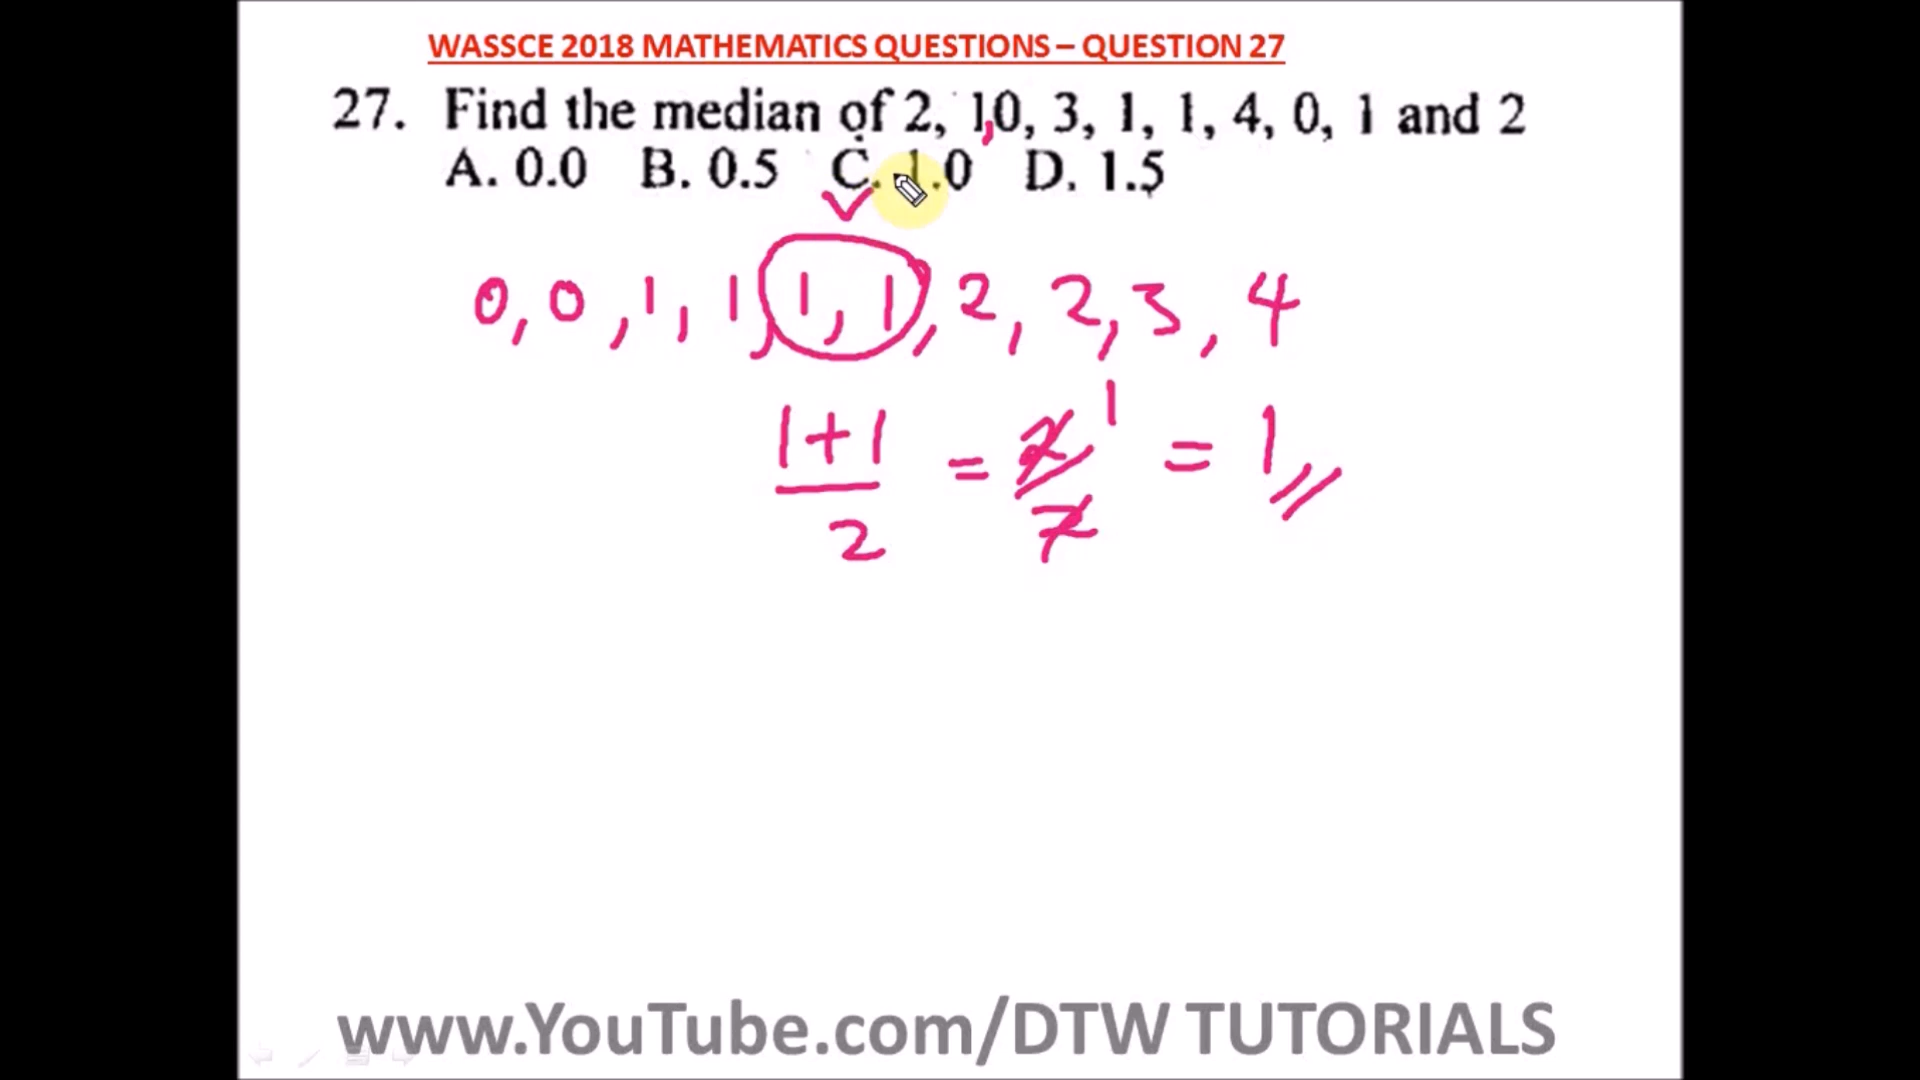 WASSCE 2018 MATHEMATICS QUESTIONS – QUESTION 27
27. Find the median of 2, 1,0, 3, 1, 1, 4, 0, 1 and 2
A. 0.0 B. 0.5 C. 1.0 D. 1.5
0, 0, 1, 1, 1, 1, 2, 2, 3, 4
1+1/2 = 2/2 1 = 1
www.YouTube.com/DTW TUTORIALS